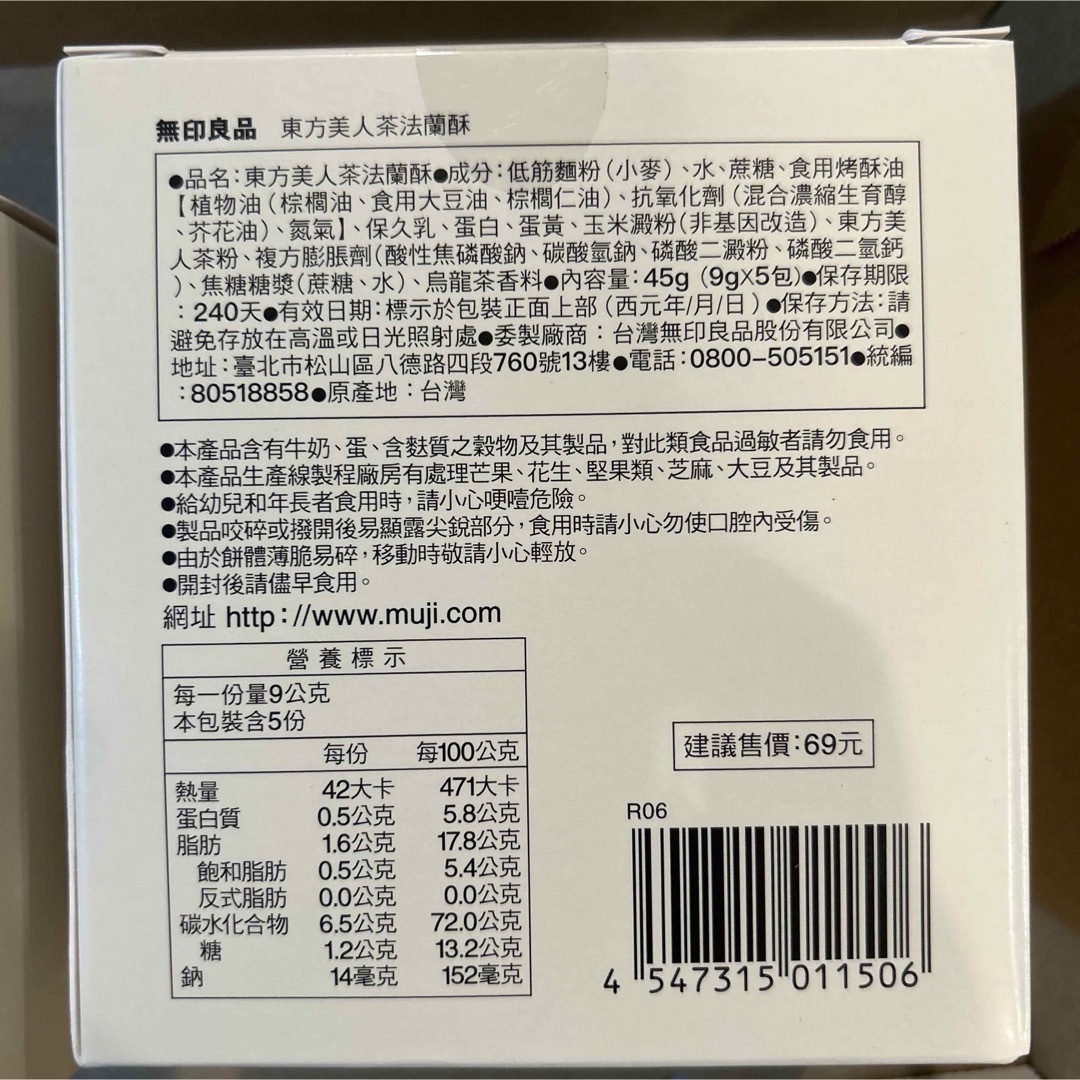 無印良品 東方美人茶法蘭酥
●品名:東方美人茶法蘭酥●成分:低筋麵粉(小麥)、水、蔗糖、食用烤酥油
【植物油(棕櫚油、食用大豆油、棕櫚仁油)、抗氧化劑(混合濃縮生育醇
、芥花油)、氮氣】、保久乳、蛋白、蛋黃、玉米澱粉(非基因改造)、東方美
人茶粉、複方膨脹劑(酸性焦磷酸鈉、碳酸氫鈉、磷酸二澱粉、磷酸二氫鈣
)、焦糖糖漿(蔗糖、水)、烏龍茶香料●內容量:45g (9gX5包)●保存期限
:240天●有效日期:標示於包裝正面上部(西元年/月/日)●保存方法:請
避免存放在高溫或日光照射處●委製廠商:台灣無印良品股份有限公司●
地址:臺北市松山區八德路四段760號13樓●電話:0800-505151●統編
:80518858●原產地:台灣
●本產品含有牛奶、蛋、含麩質之穀物及其製品,對此類食品過敏者請勿食用。
●本產品生產線製程廠房有處理芒果、花生、堅果類、芝麻、大豆及其製品。
●給幼兒和年長者食用時,請小心哽噎危險。
●製品咬碎或撥開後易顯露尖銳部分,食用時請小心勿使口腔內受傷。
●由於餅體薄脆易碎,移動時敬請小心輕放。
●開封後請儘早食用。
網址 http://www.muji.com
營養標示
每一份量9公克
本包裝含5份
每份 每100公克
熱量 42大卡 471大卡
蛋白質 0.5公克 5.8公克
脂肪 1.6公克 17.8公克
飽和脂肪 0.5公克 5.4公克
反式脂肪 0.0公克 0.0公克
碳水化合物 6.5公克 72.0公克
糖 1.2公克 13.2公克
鈉 14毫克 152毫克
建議售價:69元
R06
4 547315 011506